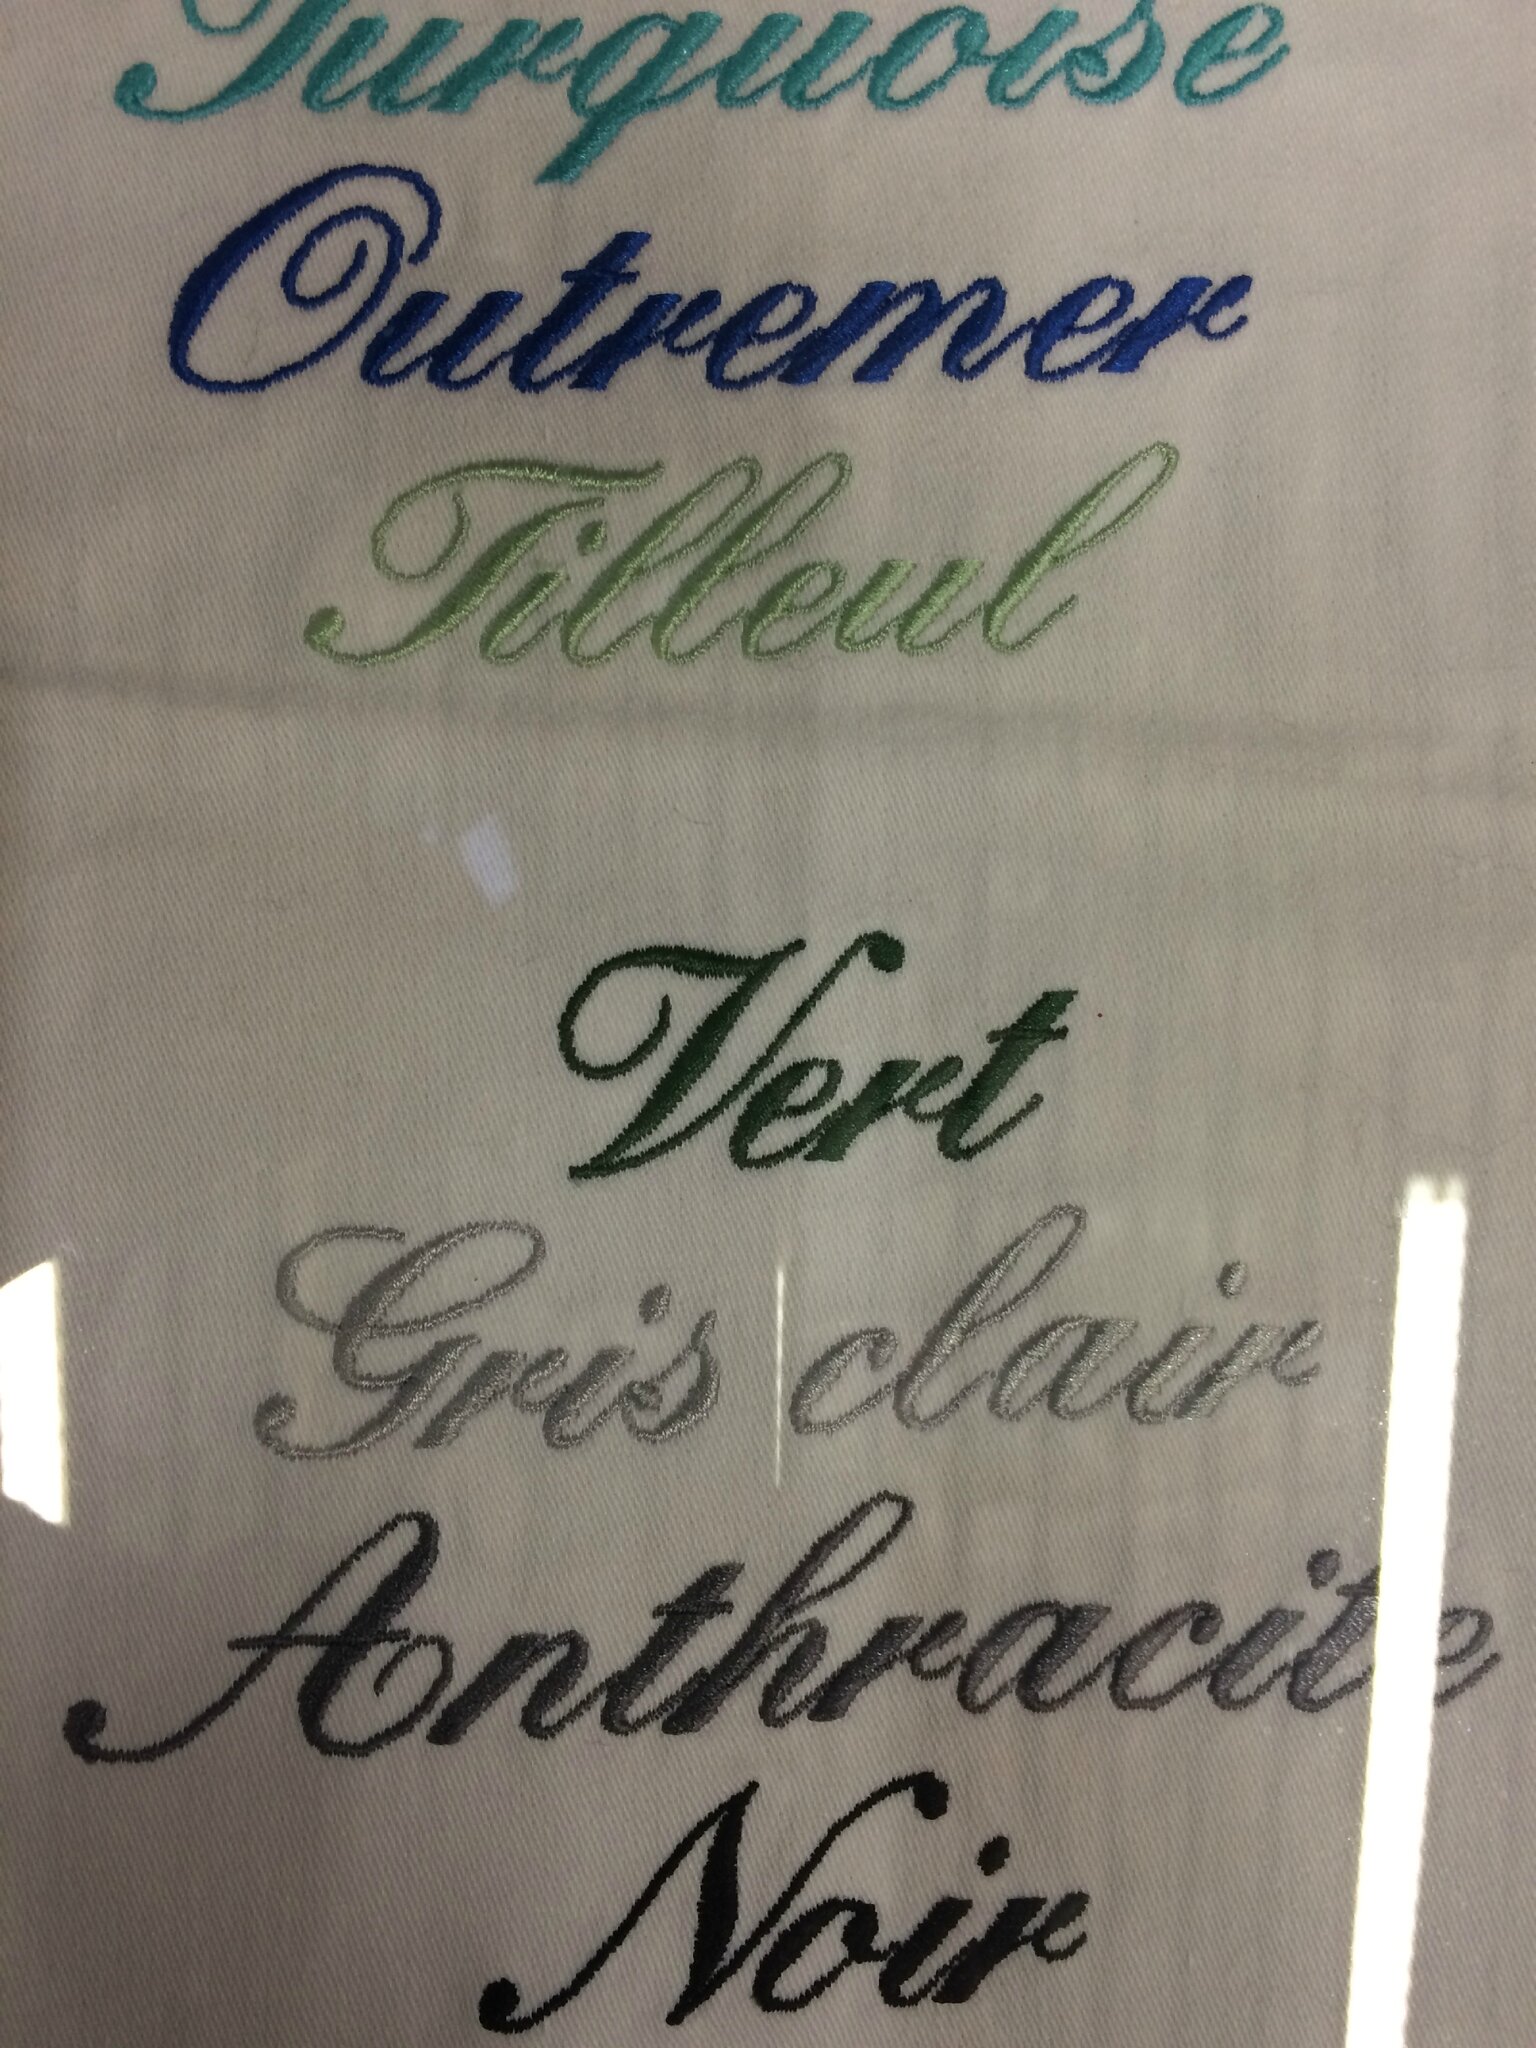 Turquoise
Outremer
Tilleul
Vert
Gris clair
Anthracite
Noir